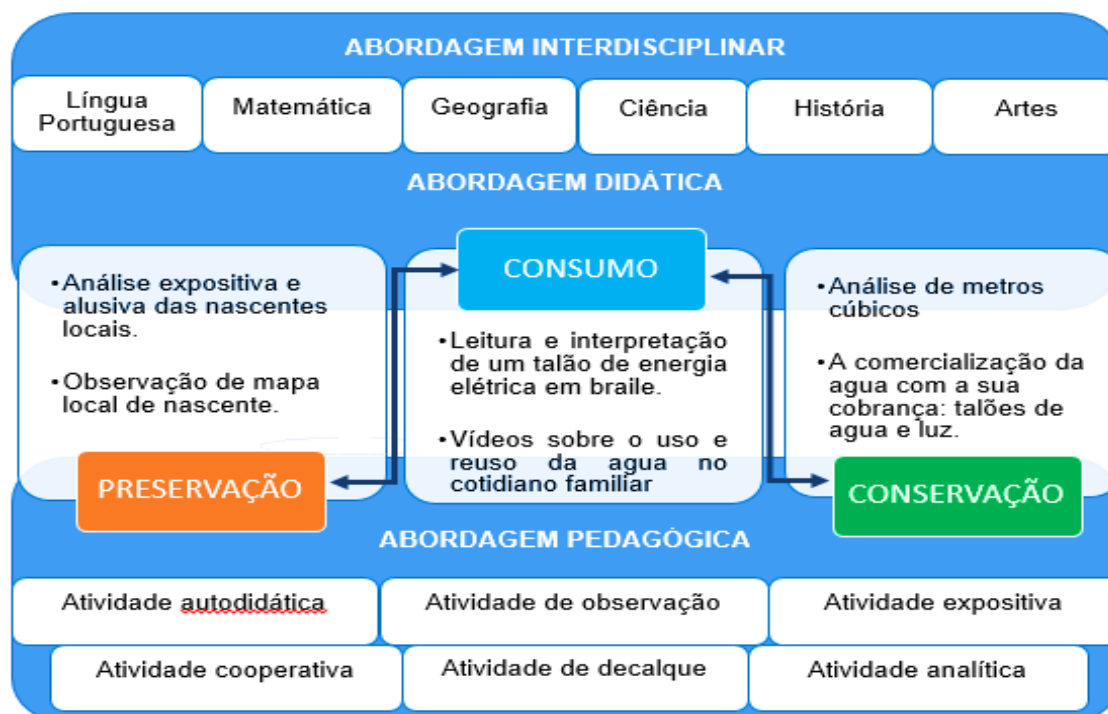 ABORDAGEM INTERDISCIPLINAR
Língua
Portuguesa
Matemática
Geografia
Ciência
História
Artes
ABORDAGEM DIDÁTICA
•Análise expositiva e
alusiva das nascentes
locais.
•Observação de mapa
local de nascente.
PRESERVAÇÃO
CONSUMO
•Leitura e interpretação
de um talão de energia
elétrica em braile.
•Vídeos sobre o uso e
reuso da agua no
cotidiano familiar
•Análise de metros
cúbicos
•A comercialização da
agua com a sua
cobrança: talões de
agua e luz.
CONSERVAÇÃO
ABORDAGEM PEDAGÓGICA
Atividade autodidática
Atividade de observação
Atividade expositiva
Atividade cooperativa
Atividade de decalque
Atividade analítica